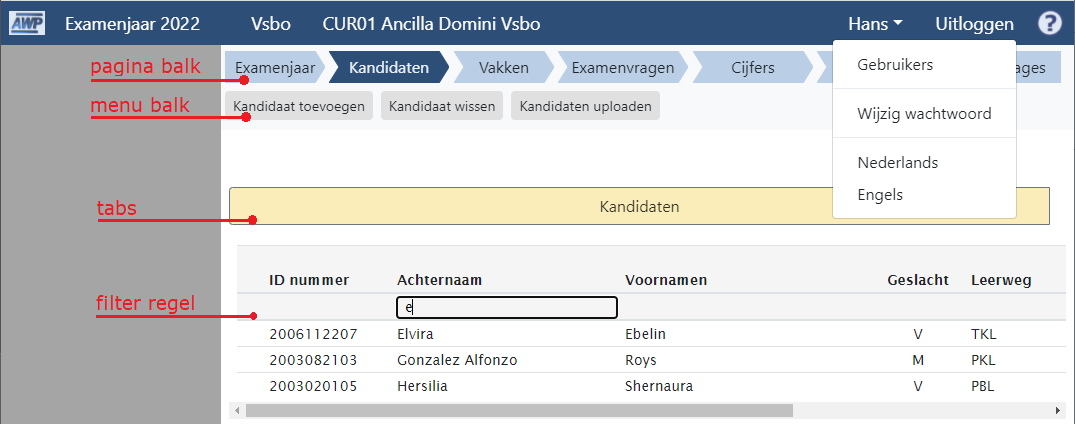 AWP Examenjaar 2022 Vsbo CUR01 Ancilla Domini Vsbo Hans Uitloggen ?
pagina balk Examenjaar Kandidaten Vakken Examenvragen Cijfers ages
menu balk Kandidaat toevoegen Kandidaat wissen Kandidaten uploaden
Gebruikers
Wijzig wachtwoord
Nederlands
Engels
tabs Kandidaten
ID nummer Achternaam Voornamen Geslacht Leerweg
filter regel e
2006112207 Elvira Ebelin V TKL
2003082103 Gonzalez Alfonzo Roys M PKL
2003020105 Hersilia Shernaura V PBL